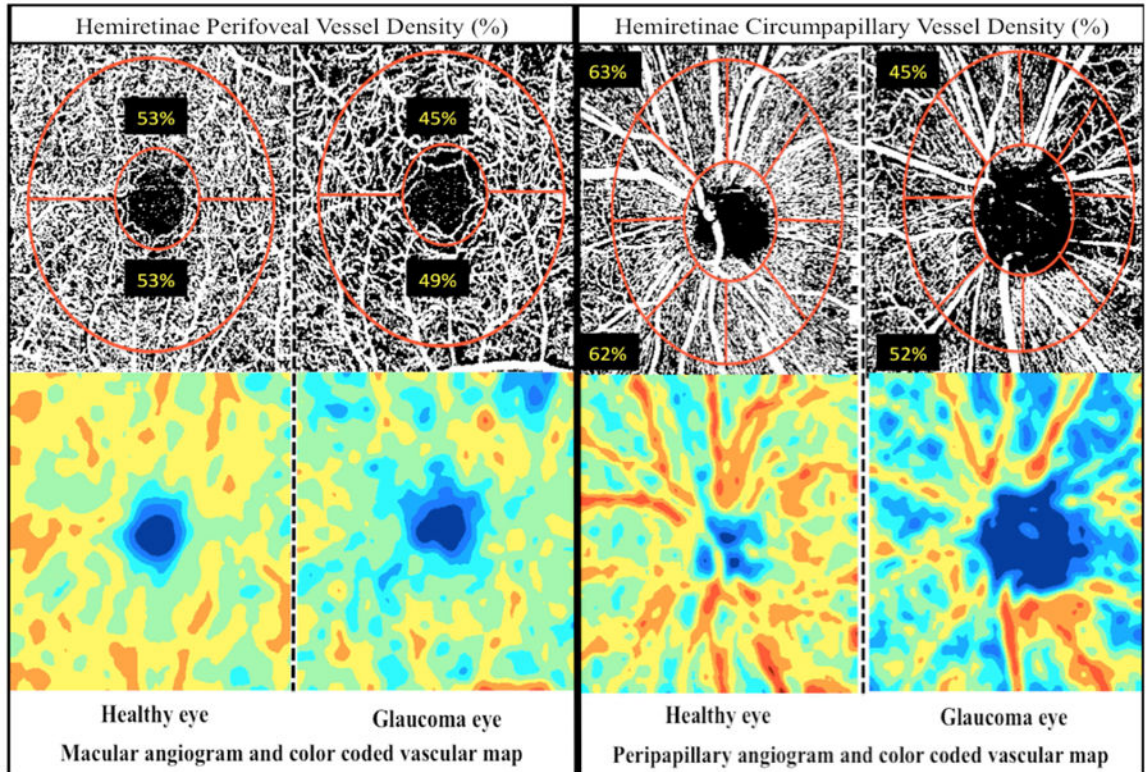 Hemiretinae Perifoveal Vessel Density (%)
Hemiretinae Circumpapillary Vessel Density (%)
53%
45%
63%
45%
53%
49%
62%
52%
Healthy eye
Glaucoma eye
Healthy eye
Glaucoma eye
Macular angiogram and color coded vascular map
Peripapillary angiogram and color coded vascular map